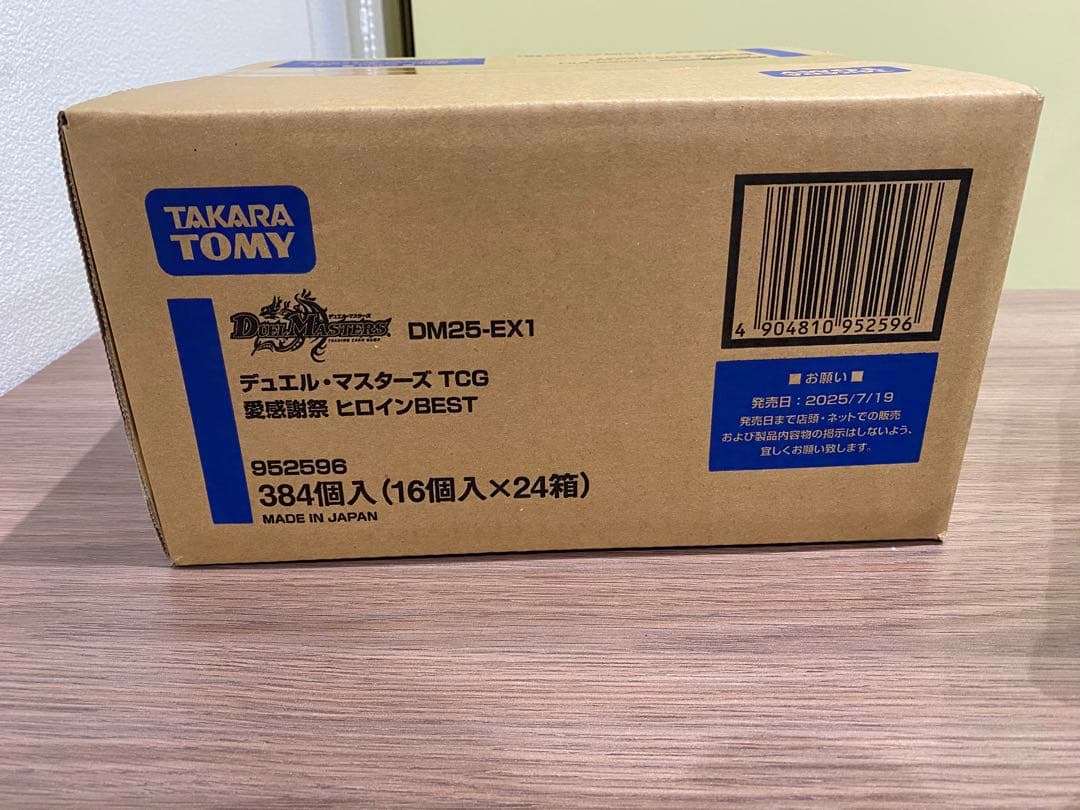 TAKARA
TOMY
デュエル・マスターズ
DUEL MASTERS
TRADING CARD GAME
DM25-EX1
デュエル・マスターズ TCG
愛感謝祭 ヒロインBEST
952596
384個入(16個入×24箱)
MADE IN JAPAN
4 904810 952596
■お願い■
発売日:2025/7/19
発売日まで店頭・ネットでの販売
および製品内容物の掲示はしないよう、
宜しくお願い致します。